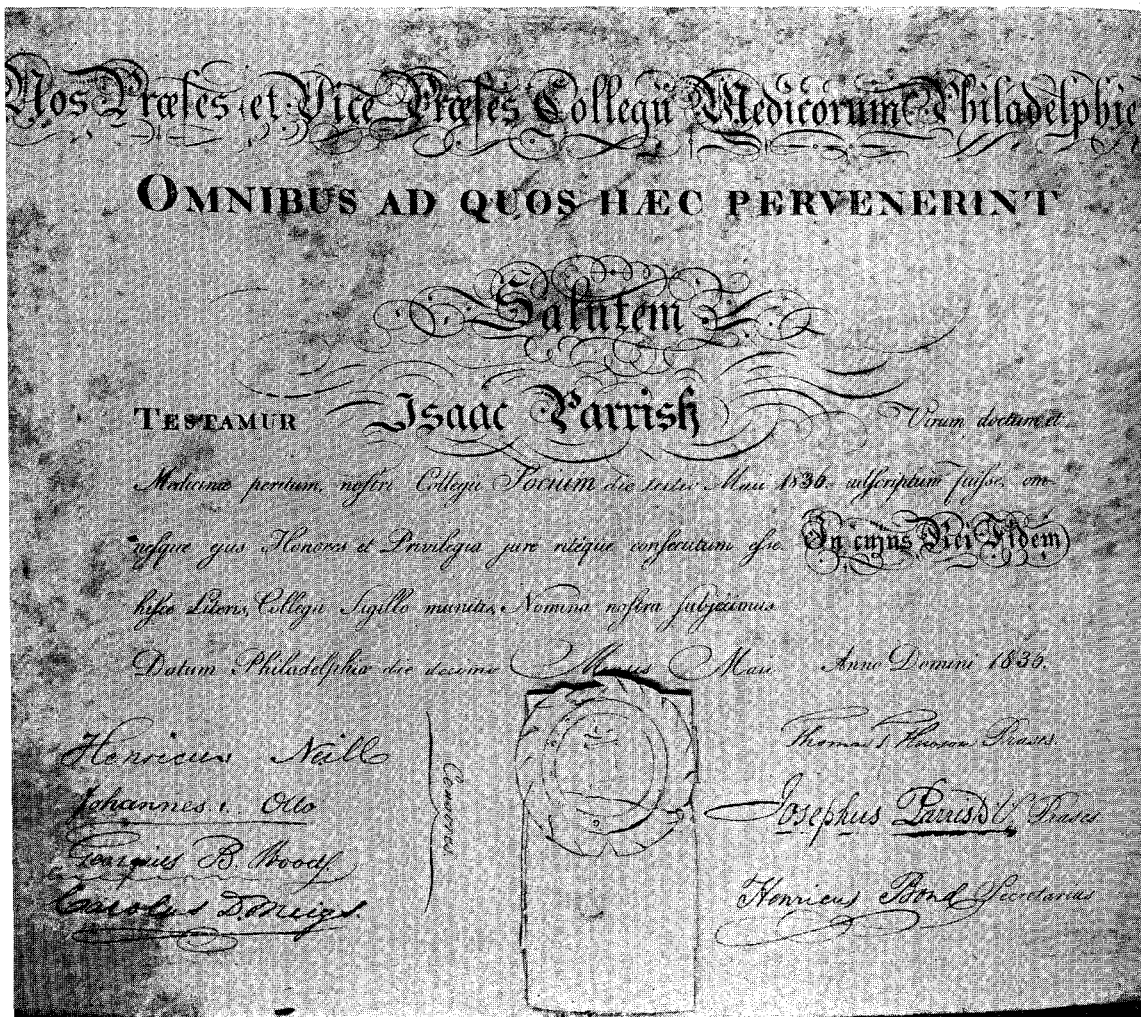 Nos Præses et Vice Præses Collegii Medicorum Philadelphiæ
OMNIBUS AD QUOS HÆC PERVENERINT
Salutem
TESTAMUR Isaac Parrish Virum doctum et
Medicinæ peritum, nostri Collegii Socium die Maii 1836. adscriptum fuisse, om-
nesque ejus Honores et Privilegia jure ritéque consecutum esse In cujus Rei Fidem
hisce Literis, Collegii Sigillo munitis, Nomina nostra subjecimus
Datum Philadelphiæ die decimo Maii Anno Domini 1836.
Henricus Neill
Johannes C. Otto
Georgius B. Wood.
Carolus D. Meigs.
Censores
Thomas T Hewson Præses.
Josephus Parrish V. Præses
Henricus Bond Secretarius